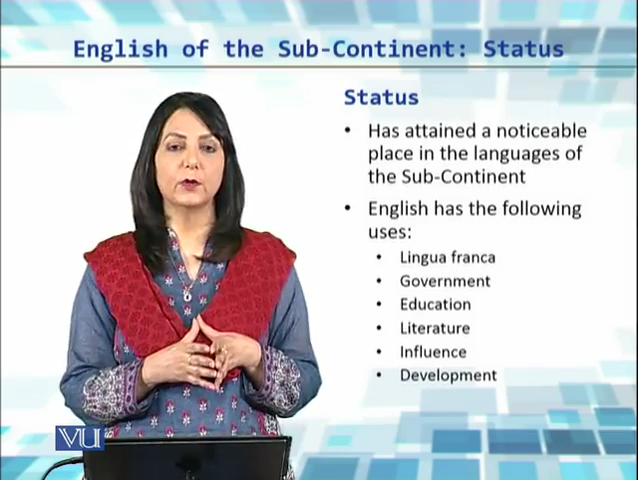 English of the Sub-Continent: Status
Status
• Has attained a noticeable
place in the languages of
the Sub-Continent
• English has the following
uses:
• Lingua franca
• Government
• Education
• Literature
• Influence
• Development
VU